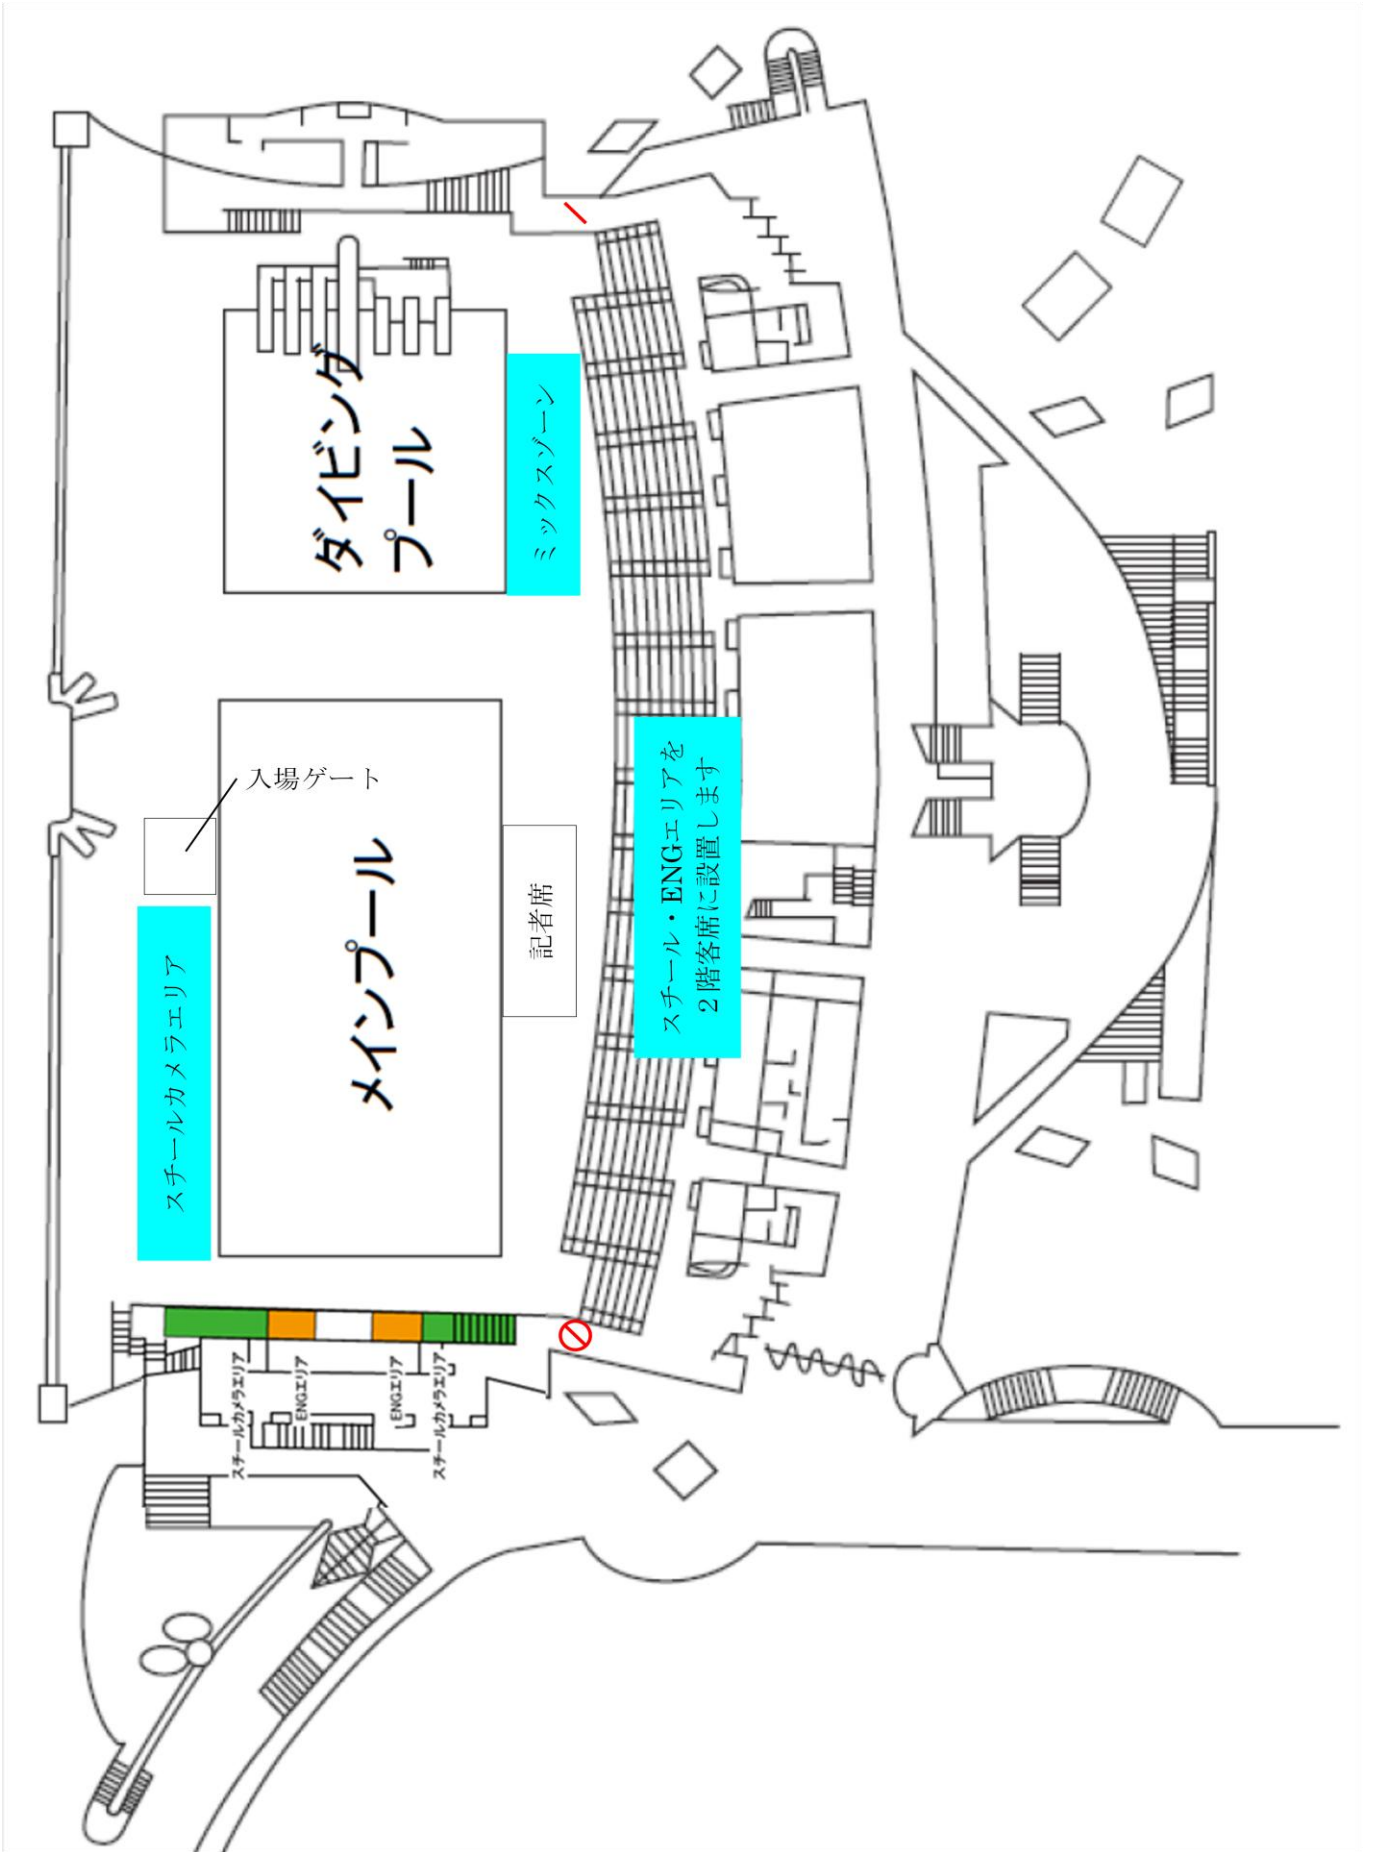 ダイビング
プール
ミックスゾーン
入場ゲート
メインプール
記者席
スチールカメラエリア
スチール・ENGエリアを
２階客席に設置します
スチールカメラエリア
ENGエリア
ENGエリア
スチールカメラエリア